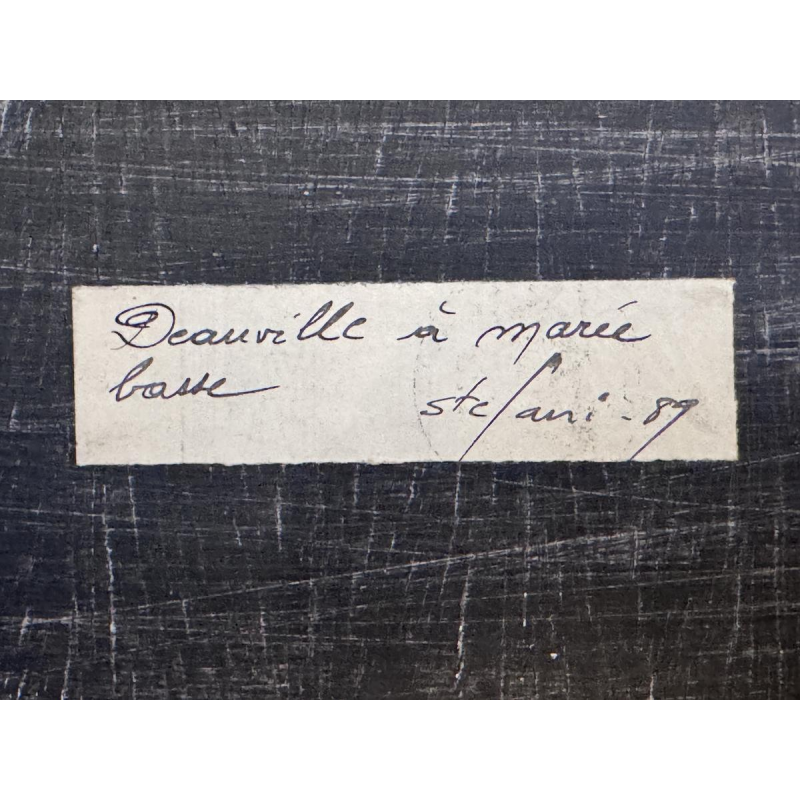 Deauville à marée
basse
Stefani - 89